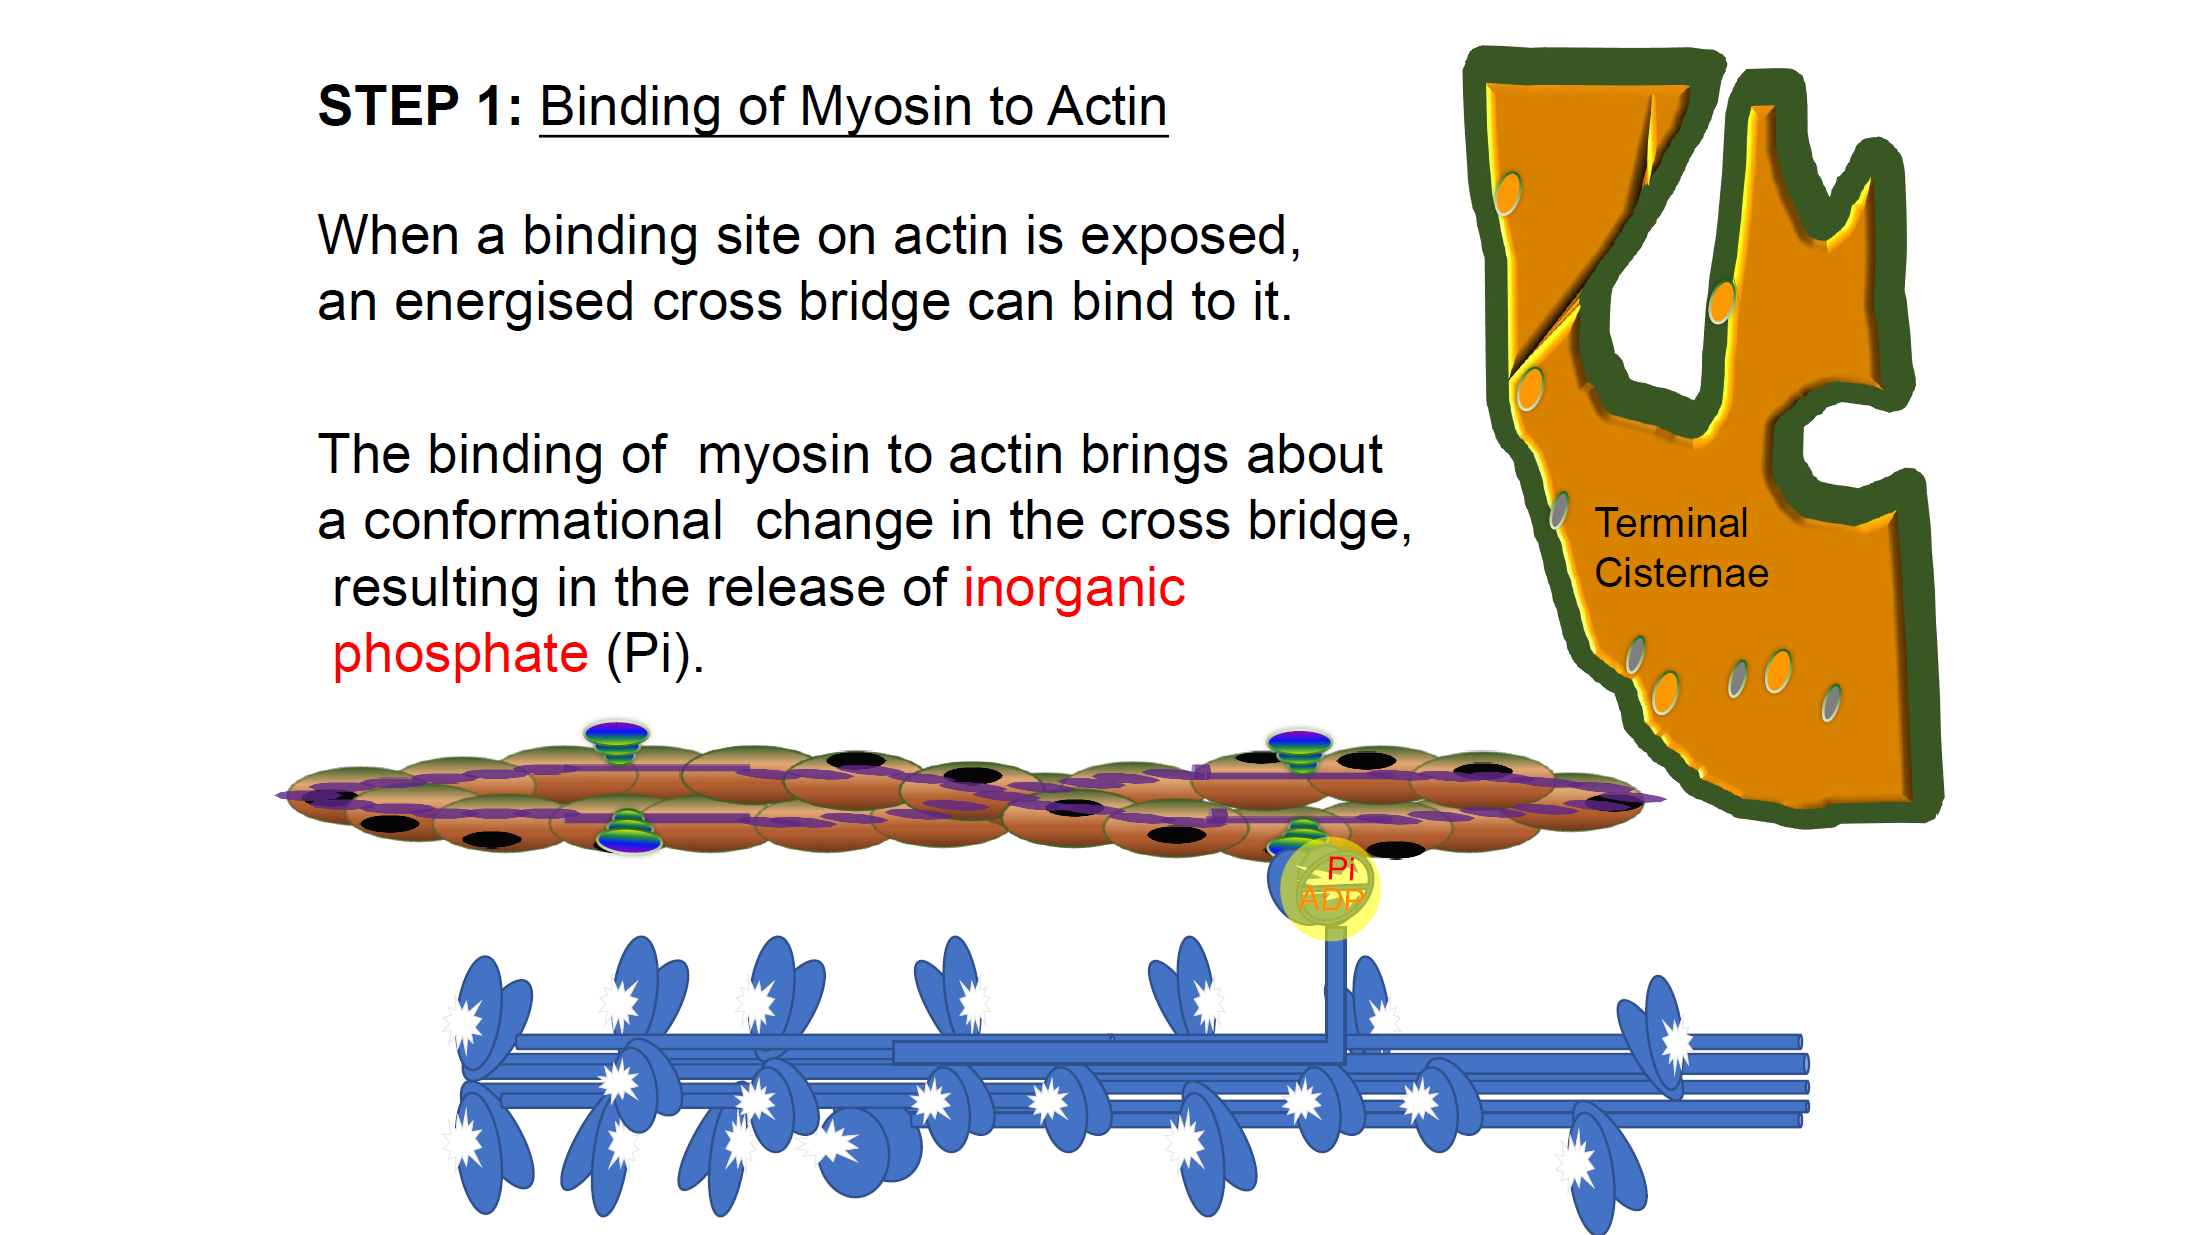 STEP 1: Binding of Myosin to Actin
When a binding site on actin is exposed,
an energised cross bridge can bind to it.
The binding of  myosin to actin brings about
a conformational  change in the cross bridge,
resulting in the release of inorganic
phosphate (Pi).
Terminal
Cisternae
Pi
ADP